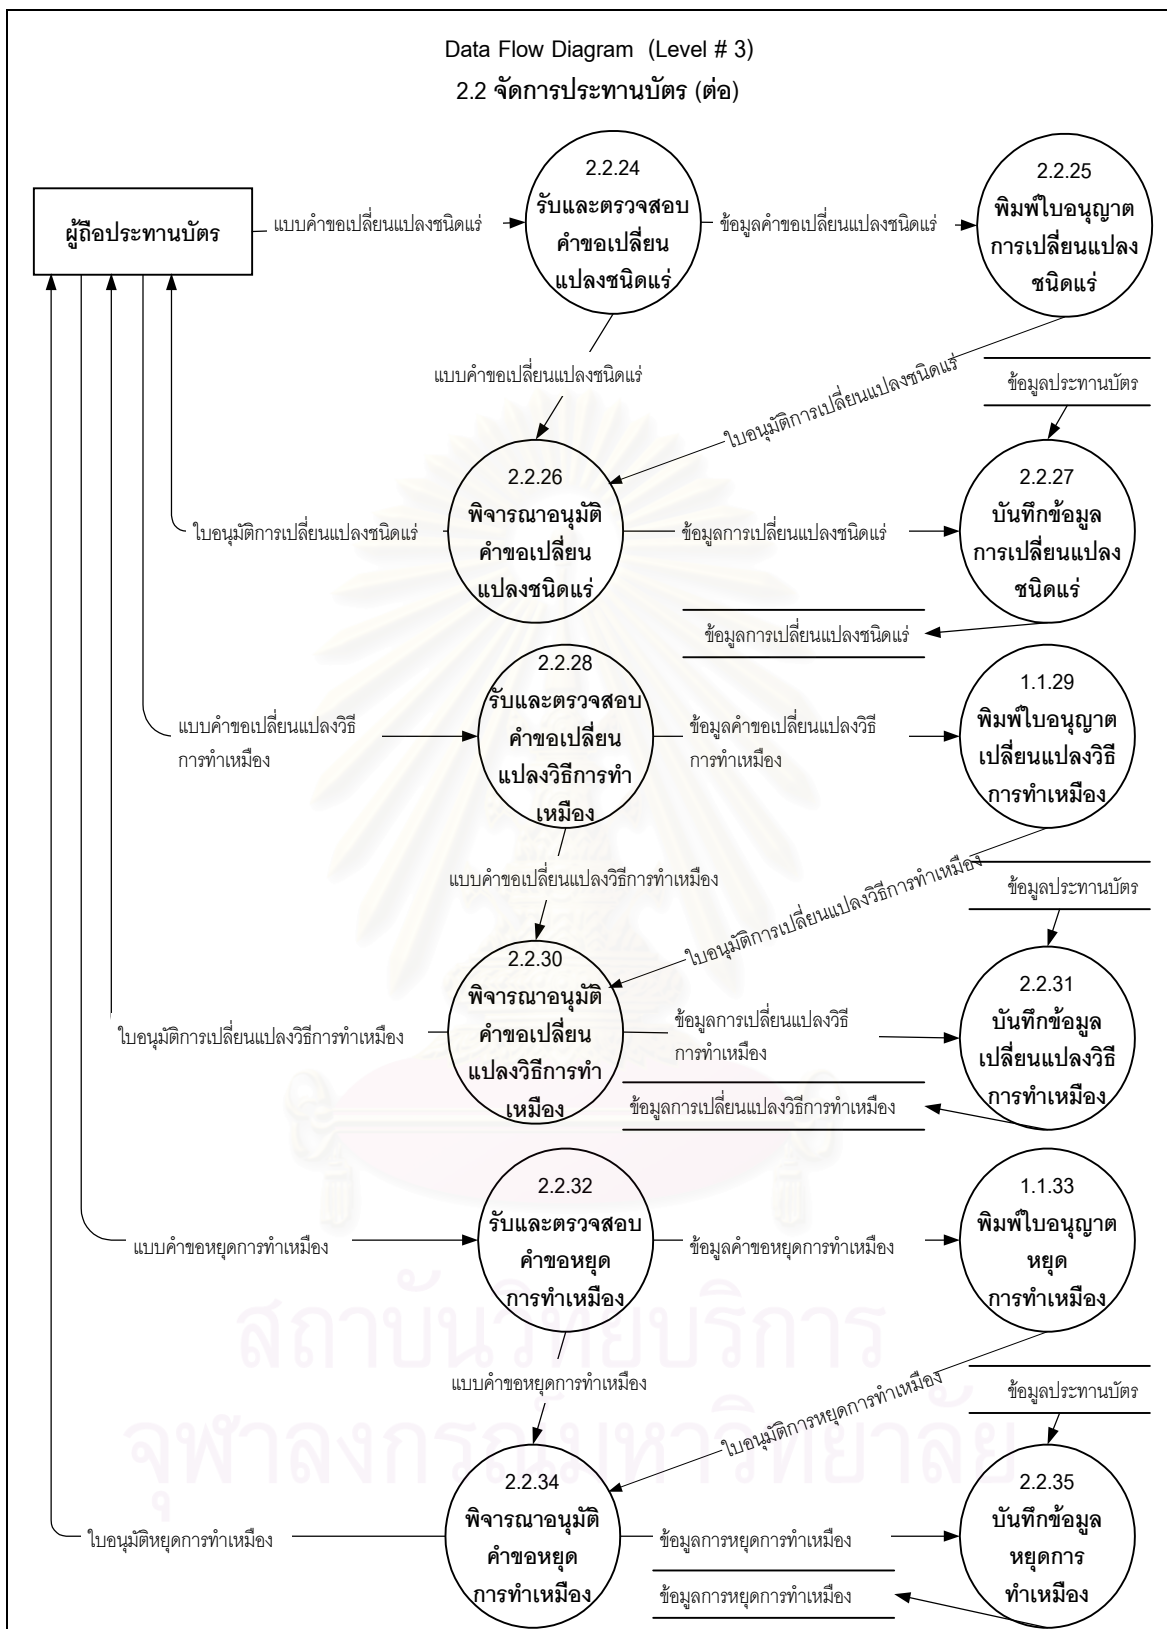 Data Flow Diagram (Level # 3)
2.2 จัดการประทานบัตร (ต่อ)
ผู้ถือประทานบัตร
แบบคำขอเปลี่ยนแปลงชนิดแร่
2.2.24
รับและตรวจสอบ
คำขอเปลี่ยน
แปลงชนิดแร่
ข้อมูลคำขอเปลี่ยนแปลงชนิดแร่
2.2.25
พิมพ์ใบอนุญาต
การเปลี่ยนแปลง
ชนิดแร่
แบบคำขอเปลี่ยนแปลงชนิดแร่
ใบอนุมัติการเปลี่ยนแปลงชนิดแร่
ข้อมูลประทานบัตร
ใบอนุมัติการเปลี่ยนแปลงชนิดแร่
2.2.26
พิจารณาอนุมัติ
คำขอเปลี่ยน
แปลงชนิดแร่
ข้อมูลการเปลี่ยนแปลงชนิดแร่
2.2.27
บันทึกข้อมูล
การเปลี่ยนแปลง
ชนิดแร่
ข้อมูลการเปลี่ยนแปลงชนิดแร่
แบบคำขอเปลี่ยนแปลงวิธี
การทำเหมือง
2.2.28
รับและตรวจสอบ
คำขอเปลี่ยน
แปลงวิธีการทำ
เหมือง
ข้อมูลคำขอเปลี่ยนแปลงวิธี
การทำเหมือง
1.1.29
พิมพ์ใบอนุญาต
เปลี่ยนแปลงวิธี
การทำเหมือง
แบบคำขอเปลี่ยนแปลงวิธีการทำเหมือง
ใบอนุมัติการเปลี่ยนแปลงวิธีการทำเหมือง
ข้อมูลประทานบัตร
ใบอนุมัติการเปลี่ยนแปลงวิธีการทำเหมือง
2.2.30
พิจารณาอนุมัติ
คำขอเปลี่ยน
แปลงวิธีการทำ
เหมือง
ข้อมูลการเปลี่ยนแปลงวิธี
การทำเหมือง
2.2.31
บันทึกข้อมูล
เปลี่ยนแปลงวิธี
การทำเหมือง
ข้อมูลการเปลี่ยนแปลงวิธีการทำเหมือง
แบบคำขอหยุดการทำเหมือง
2.2.32
รับและตรวจสอบ
คำขอหยุด
การทำเหมือง
ข้อมูลคำขอหยุดการทำเหมือง
1.1.33
พิมพ์ใบอนุญาต
หยุด
การทำเหมือง
แบบคำขอหยุดการทำเหมือง
ใบอนุมัติการหยุดการทำเหมือง
ข้อมูลประทานบัตร
ใบอนุมัติหยุดการทำเหมือง
2.2.34
พิจารณาอนุมัติ
คำขอหยุด
การทำเหมือง
ข้อมูลการหยุดการทำเหมือง
2.2.35
บันทึกข้อมูล
หยุดการ
ทำเหมือง
ข้อมูลการหยุดการทำเหมือง
สถาบันวิทยบริการ
จุฬาลงกรณ์มหาวิทยาลัย